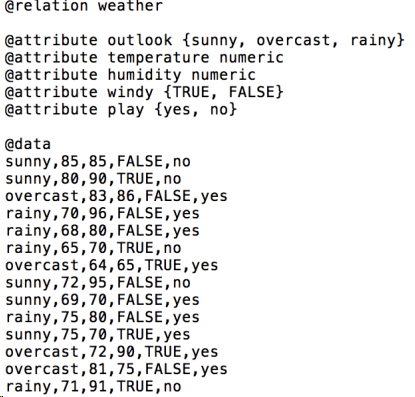 @relation weather
@attribute outlook {sunny, overcast, rainy}
@attribute temperature numeric
@attribute humidity numeric
@attribute windy {TRUE, FALSE}
@attribute play {yes, no}
@data
sunny,85,85,FALSE,no
sunny,80,90,TRUE,no
overcast,83,86,FALSE,yes
rainy,70,96,FALSE,yes
rainy,68,80,FALSE,yes
rainy,65,70,TRUE,no
overcast,64,65,TRUE,yes
sunny,72,95,FALSE,no
sunny,69,70,FALSE,yes
rainy,75,80,FALSE,yes
sunny,75,70,TRUE,yes
overcast,72,90,TRUE,yes
overcast,81,75,FALSE,yes
rainy,71,91,TRUE,no